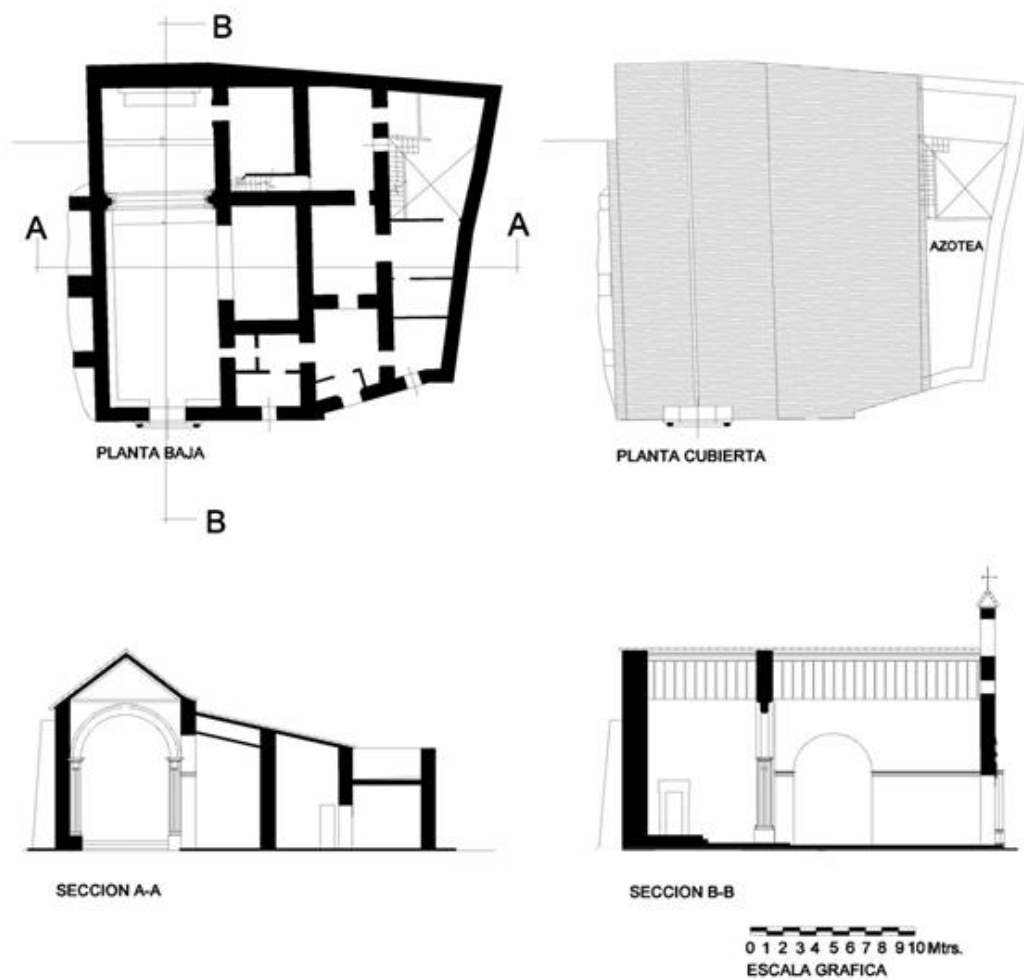 B
A
A
AZOTEA
PLANTA BAJA
PLANTA CUBIERTA
B
SECCION A-A
SECCION B-B
0 1 2 3 4 5 6 7 8 9 10 Mtrs.
ESCALA GRAFICA